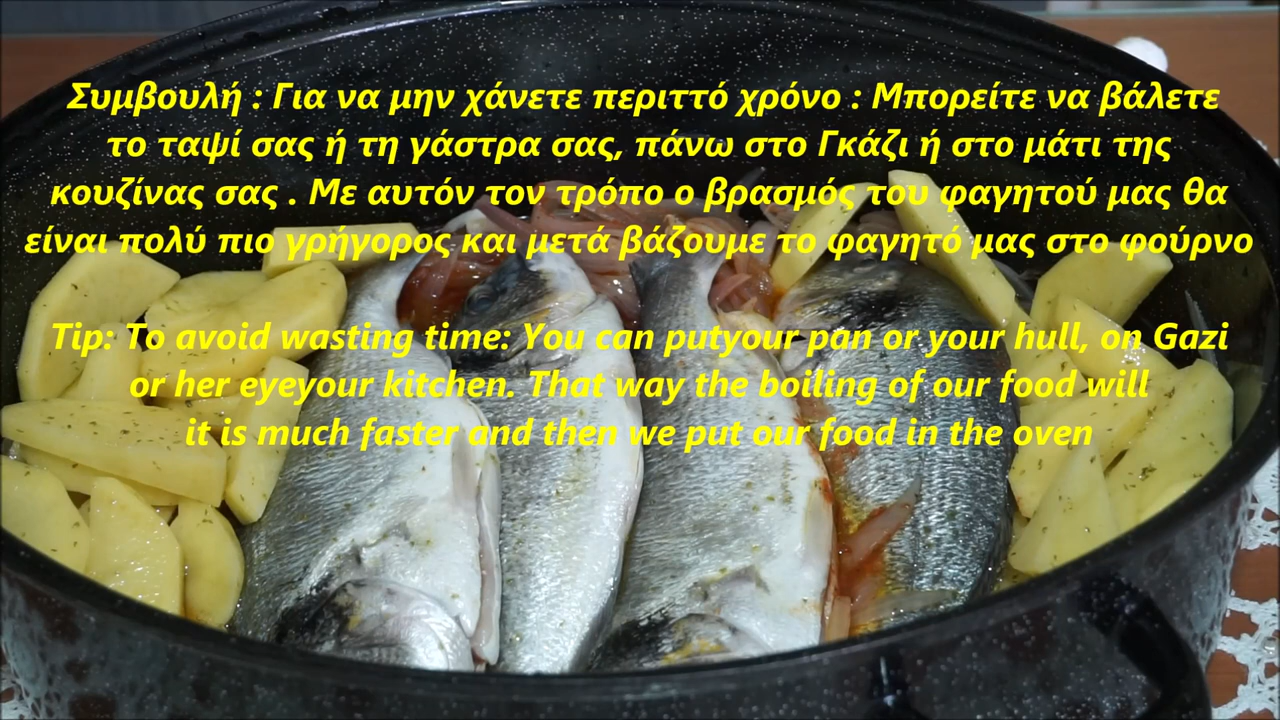 Συμβουλή : Για να μην χάνετε περιττό χρόνο : Μπορείτε να βάλετε
το ταψί σας ή τη γάστρα σας, πάνω στο Γκάζι ή στο μάτι της
κουζίνας σας . Με αυτόν τον τρόπο ο βρασμός του φαγητού μας θα
είναι πολύ πιο γρήγορος και μετά βάζουμε το φαγητό μας στο φούρνο
Tip: To avoid wasting time: You can putyour pan or your hull, on Gazi
or her eyeyour kitchen. That way the boiling of our food will
it is much faster and then we put our food in the oven